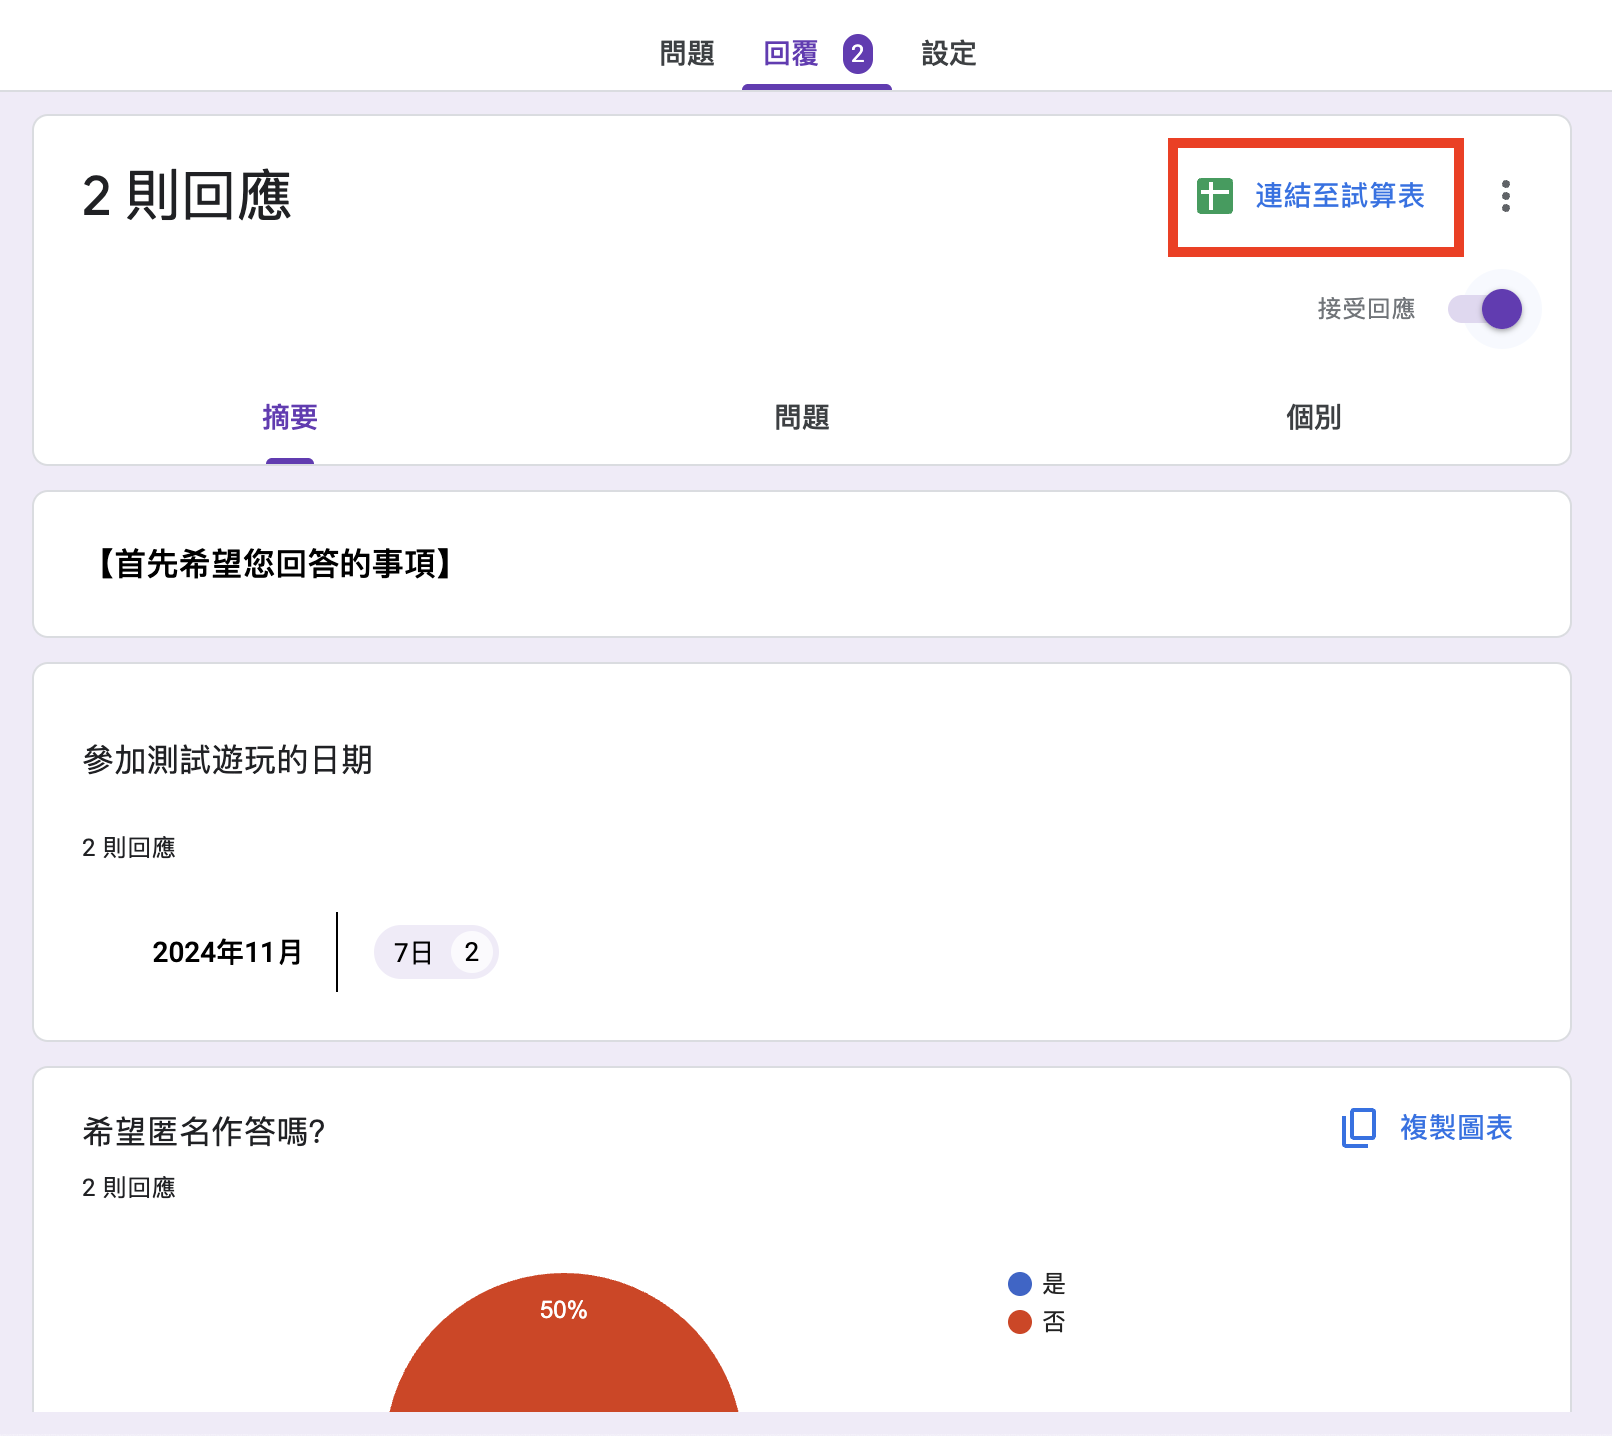 問題 回覆 2 設定
2 則回應
連結至試算表
接受回應
摘要 問題 個別
【首先希望您回答的事項】
參加測試遊玩的日期
2 則回應
2024年11月 7日 2
希望匿名作答嗎?
複製圖表
2 則回應
50%
是
否